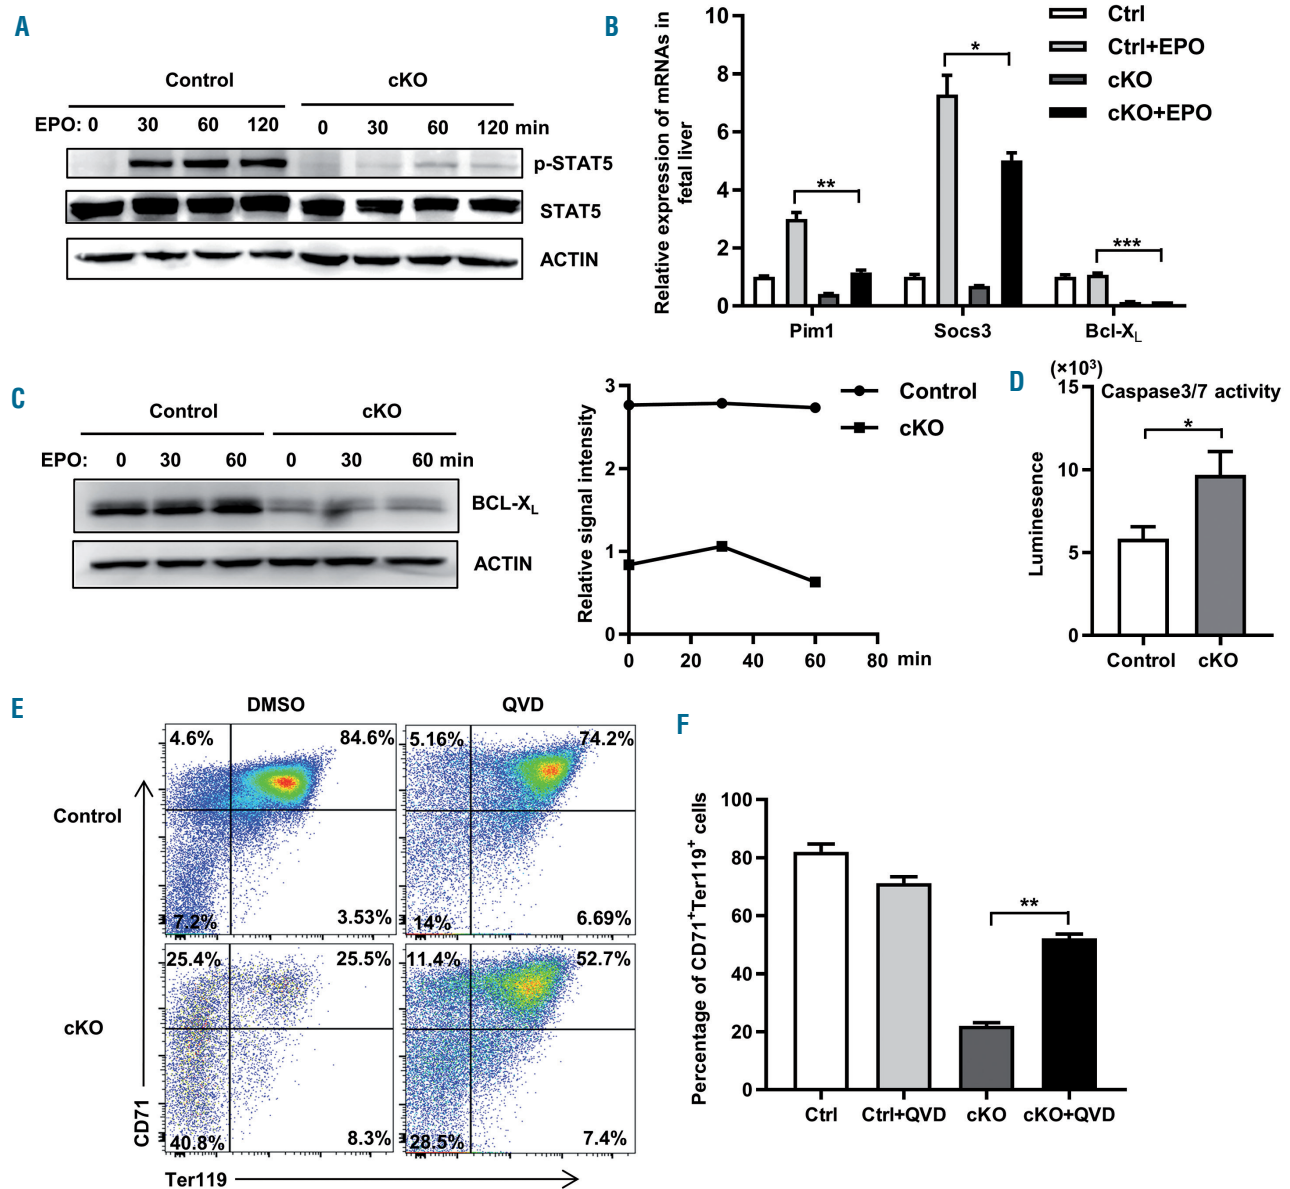 A
Control
cKO
EPO: 0 30 60 120 0 30 60 120 min
p-STAT5
STAT5
ACTIN
B
Relative expression of mRNAs in
fetal liver
10
8
6
4
2
0
**
*
***
Pim1 Socs3 Bcl-XL
Ctrl
Ctrl+EPO
cKO
cKO+EPO
C
Control
cKO
EPO: 0 30 60 0 30 60 min
BCL-XL
ACTIN
Relative signal intensity
3
2
1
0
0 20 40 60 80 min
Control
cKO
D
(×10³)
Caspase3/7 activity
Luminesence
15
10
5
0
*
Control cKO
E
DMSO QVD
Control
4.6% 84.6% 5.16% 74.2%
7.2% 3.53% 14% 6.69%
cKO
25.4% 25.5% 11.4% 52.7%
40.8% 8.3% 28.5% 7.4%
CD71
Ter119
F
Percentage of CD71⁺Ter119⁺ cells
100
80
60
40
20
0
**
Ctrl Ctrl+QVD cKO cKO+QVD